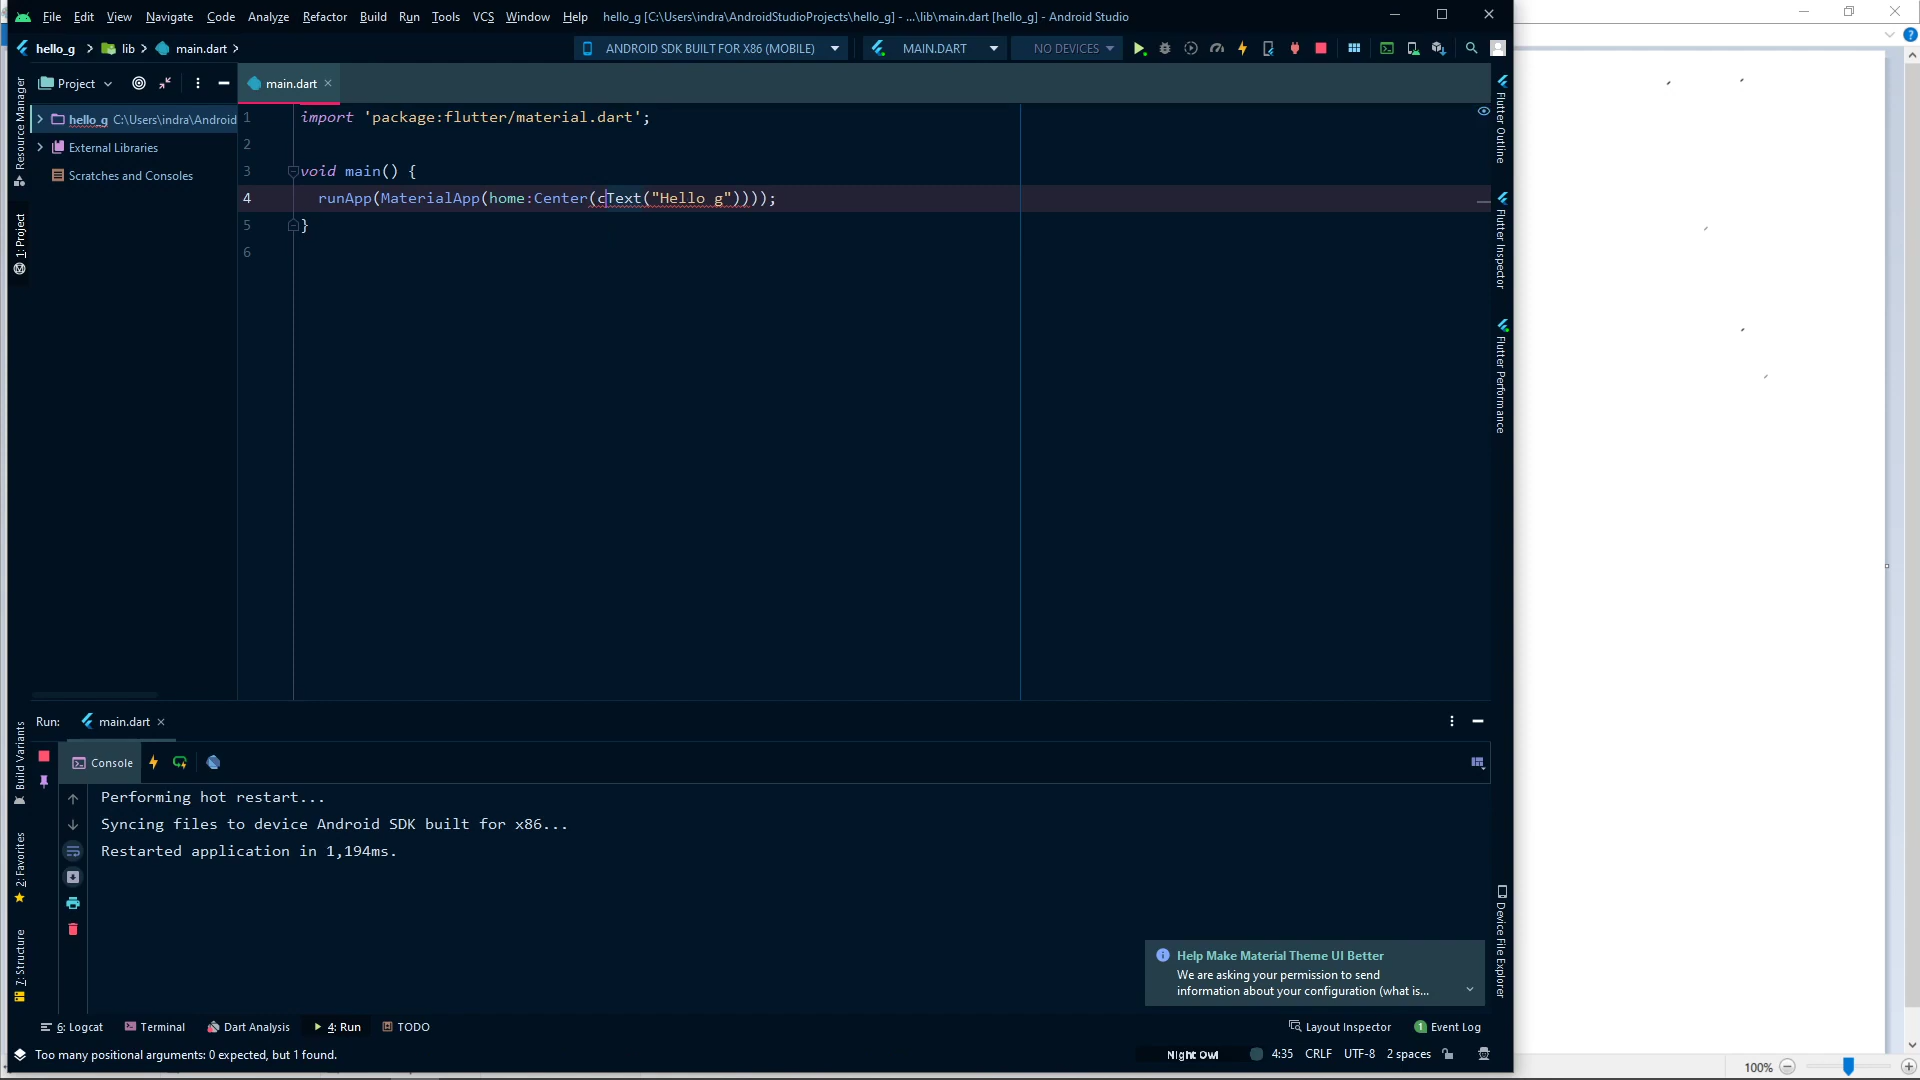 File Edit View Navigate Code Analyze Refactor Build Run Tools VCS Window Help hello_g [C:\Users\indra\AndroidStudioProjects\hello_g] - ...\lib\main.dart [hello_g] - Android Studio
hello_g lib main.dart ANDROID SDK BUILT FOR X86 (MOBILE) MAIN.DART NO DEVICES
Project main.dart
hello_g C:\Users\indra\Android
External Libraries
Scratches and Consoles
1 import 'package:flutter/material.dart';
2
3 void main() {
4 runApp(MaterialApp(home:Center(cText("Hello g"))));
5 }
6
Resource Manager
1: Project
Build Variants
2: Favorites
7: Structure
Flutter Outline
Flutter Inspector
Flutter Performance
Device File Explorer
Run: main.dart
Console
Performing hot restart...
Syncing files to device Android SDK built for x86...
Restarted application in 1,194ms.
Help Make Material Theme UI Better
We are asking your permission to send
information about your configuration (what is...
6: Logcat Terminal Dart Analysis 4: Run TODO Layout Inspector 1 Event Log
Too many positional arguments: 0 expected, but 1 found. Night Owl 4:35 CRLF UTF-8 2 spaces
100%